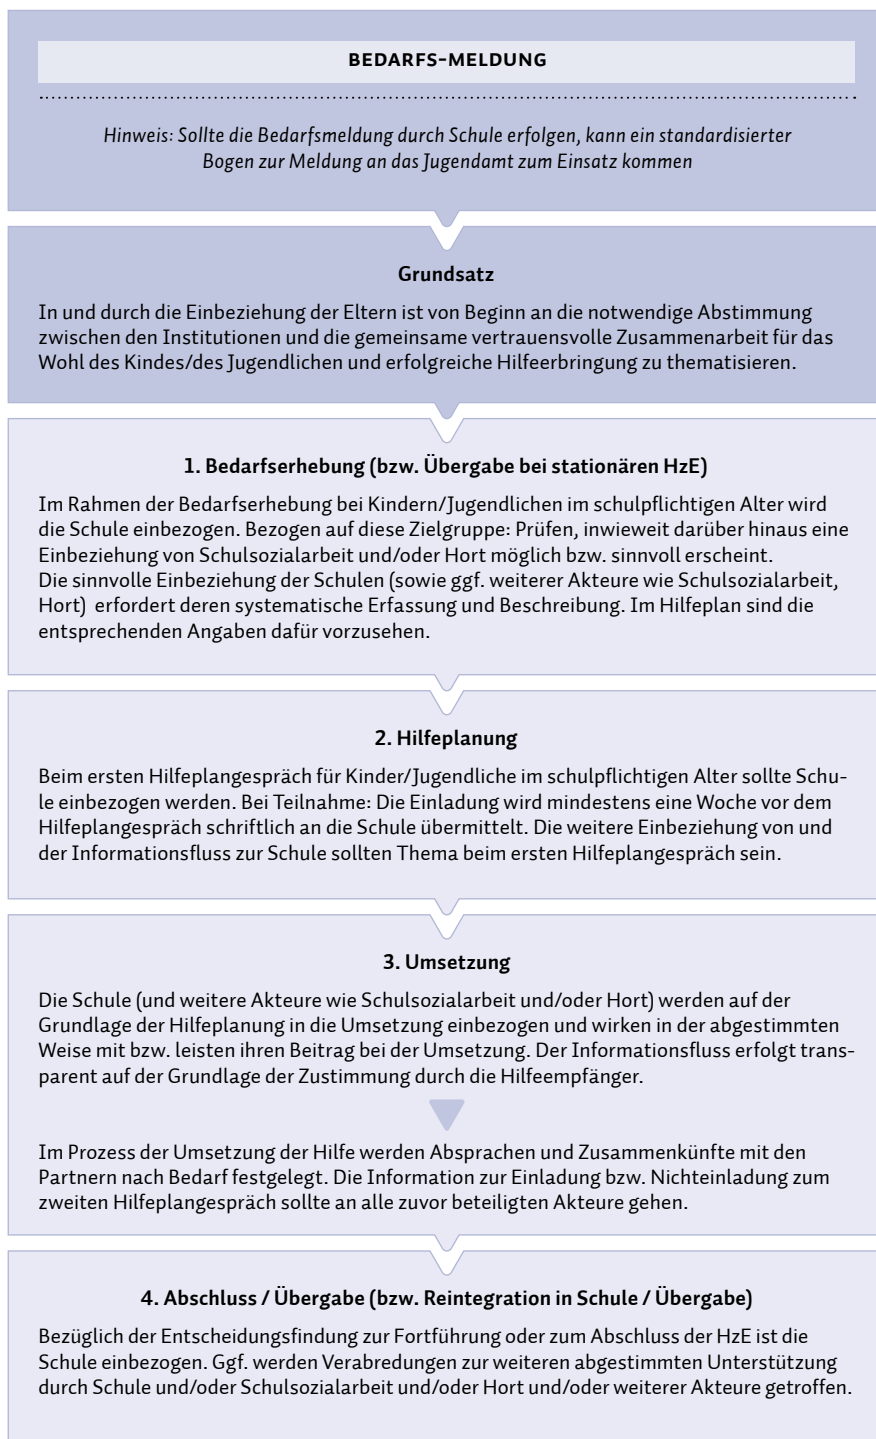 BEDARFS-MELDUNG
Hinweis: Sollte die Bedarfsmeldung durch Schule erfolgen, kann ein standardisierter
Bogen zur Meldung an das Jugendamt zum Einsatz kommen
Grundsatz
In und durch die Einbeziehung der Eltern ist von Beginn an die notwendige Abstimmung
zwischen den Institutionen und die gemeinsame vertrauensvolle Zusammenarbeit für das
Wohl des Kindes/des Jugendlichen und erfolgreiche Hilfeerbringung zu thematisieren.
1. Bedarfserhebung (bzw. Übergabe bei stationären HzE)
Im Rahmen der Bedarfserhebung bei Kindern/Jugendlichen im schulpflichtigen Alter wird
die Schule einbezogen. Bezogen auf diese Zielgruppe: Prüfen, inwieweit darüber hinaus eine
Einbeziehung von Schulsozialarbeit und/oder Hort möglich bzw. sinnvoll erscheint.
Die sinnvolle Einbeziehung der Schulen (sowie ggf. weiterer Akteure wie Schulsozialarbeit,
Hort) erfordert deren systematische Erfassung und Beschreibung. Im Hilfeplan sind die
entsprechenden Angaben dafür vorzusehen.
2. Hilfeplanung
Beim ersten Hilfeplangespräch für Kinder/Jugendliche im schulpflichtigen Alter sollte Schu-
le einbezogen werden. Bei Teilnahme: Die Einladung wird mindestens eine Woche vor dem
Hilfeplangespräch schriftlich an die Schule übermittelt. Die weitere Einbeziehung von und
der Informationsfluss zur Schule sollten Thema beim ersten Hilfeplangespräch sein.
3. Umsetzung
Die Schule (und weitere Akteure wie Schulsozialarbeit und/oder Hort) werden auf der
Grundlage der Hilfeplanung in die Umsetzung einbezogen und wirken in der abgestimmten
Weise mit bzw. leisten ihren Beitrag bei der Umsetzung. Der Informationsfluss erfolgt trans-
parent auf der Grundlage der Zustimmung durch die Hilfeempfänger.
Im Prozess der Umsetzung der Hilfe werden Absprachen und Zusammenkünfte mit den
Partnern nach Bedarf festgelegt. Die Information zur Einladung bzw. Nichteinladung zum
zweiten Hilfeplangespräch sollte an alle zuvor beteiligten Akteure gehen.
4. Abschluss / Übergabe (bzw. Reintegration in Schule / Übergabe)
Bezüglich der Entscheidungsfindung zur Fortführung oder zum Abschluss der HzE ist die
Schule einbezogen. Ggf. werden Verabredungen zur weiteren abgestimmten Unterstützung
durch Schule und/oder Schulsozialarbeit und/oder Hort und/oder weiterer Akteure getroffen.